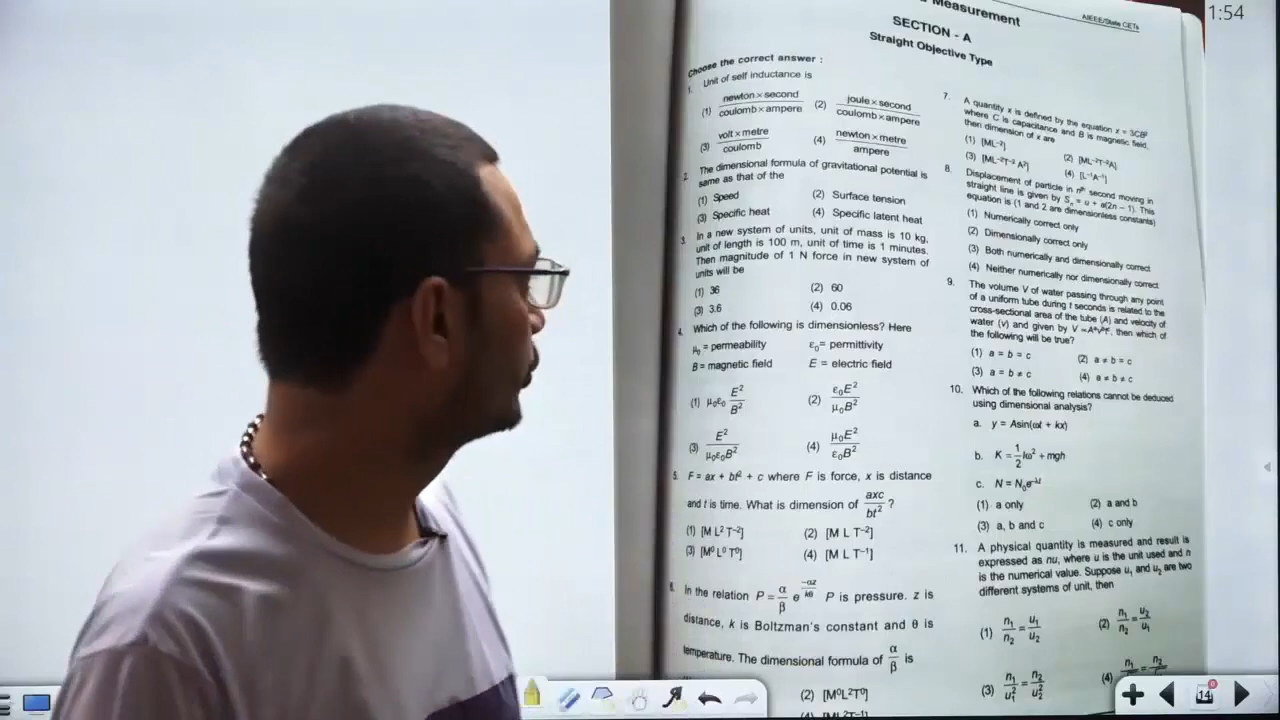 Measurement
AIEEE/State CETs
1:54
SECTION - A
Straight Objective Type
Choose the correct answer :
1. Unit of self inductance is
(1) newton × second / coulomb × ampere (2) joule × second / coulomb × ampere
(3) volt × metre / coulomb (4) newton × metre / ampere
2. The dimensional formula of gravitational potential is
same as that of the
(1) Speed (2) Surface tension
(3) Specific heat (4) Specific latent heat
3. In a new system of units, unit of mass is 10 kg,
unit of length is 100 m, unit of time is 1 minutes.
Then magnitude of 1 N force in new system of
units will be
(1) 36 (2) 60
(3) 3.6 (4) 0.06
4. Which of the following is dimensionless? Here
μ₀ = permeability ε₀ = permittivity
B = magnetic field E = electric field
(1) μ₀ε₀ E²/B² (2) ε₀E²/μ₀B²
(3) E²/μ₀ε₀B² (4) μ₀E²/ε₀B²
5. F = ax + bt² + c where F is force, x is distance
and t is time. What is dimension of axc/bt² ?
(1) [M L² T⁻²] (2) [M L T⁻²]
(3) [M⁰ L⁰ T⁰] (4) [M L T⁻¹]
6. In the relation P = α/β e^(−αz/kθ) P is pressure. z is
distance, k is Boltzman's constant and θ is
temperature. The dimensional formula of α/β is
(2) [M⁰L²T⁰]
7. A quantity x is defined by the equation x = 3CB²
where C is capacitance and B is magnetic field,
then dimension of x are
(1) [ML⁻²] (2) [ML⁻²T⁻²A]
(3) [ML⁻²T⁻² A²] (4) [L⁻¹A⁻¹]
8. Displacement of particle in nth second moving in
straight line is given by Sₙ = u + a(2n − 1). This
equation is (1 and 2 are dimensionless constants)
(1) Numerically correct only
(2) Dimensionally correct only
(3) Both numerically and dimensionally correct
(4) Neither numerically nor dimensionally correct
9. The volume V of water passing through any point
of a uniform tube during t seconds is related to the
cross-sectional area of the tube (A) and velocity of
water (v) and given by V ∝ Aᵃvᵇtᶜ, then which of
the following will be true?
(1) a = b = c (2) a ≠ b = c
(3) a = b ≠ c (4) a ≠ b ≠ c
10. Which of the following relations cannot be deduced
using dimensional analysis?
a. y = Asin(ωt + kx)
b. K = 1/2 Iω² + mgh
c. N = N₀e^(−λt)
(1) a only (2) a and b
(3) a, b and c (4) c only
11. A physical quantity is measured and result is
expressed as nu, where u is the unit used and n
is the numerical value. Suppose u₁ and u₂ are two
different systems of unit, then
(1) n₁/n₂ = u₁/u₂ (2) n₁/n₂ = u₂/u₁
(3) n₁/u₁² = n₂/u₂² (4)
14